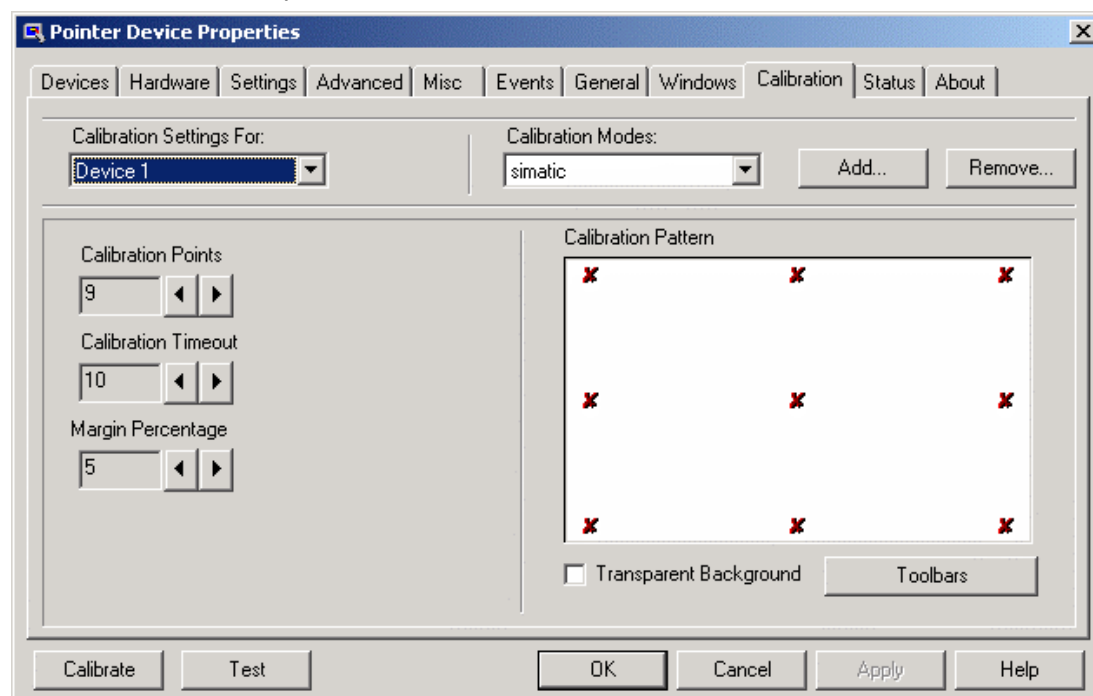 Pointer Device Properties
Devices Hardware Settings Advanced Misc Events General Windows Calibration Status About
Calibration Settings For: Calibration Modes:
Device 1 simatic Add... Remove...
Calibration Points Calibration Pattern
9
Calibration Timeout
10
Margin Percentage
5
Transparent Background Toolbars
Calibrate Test OK Cancel Apply Help